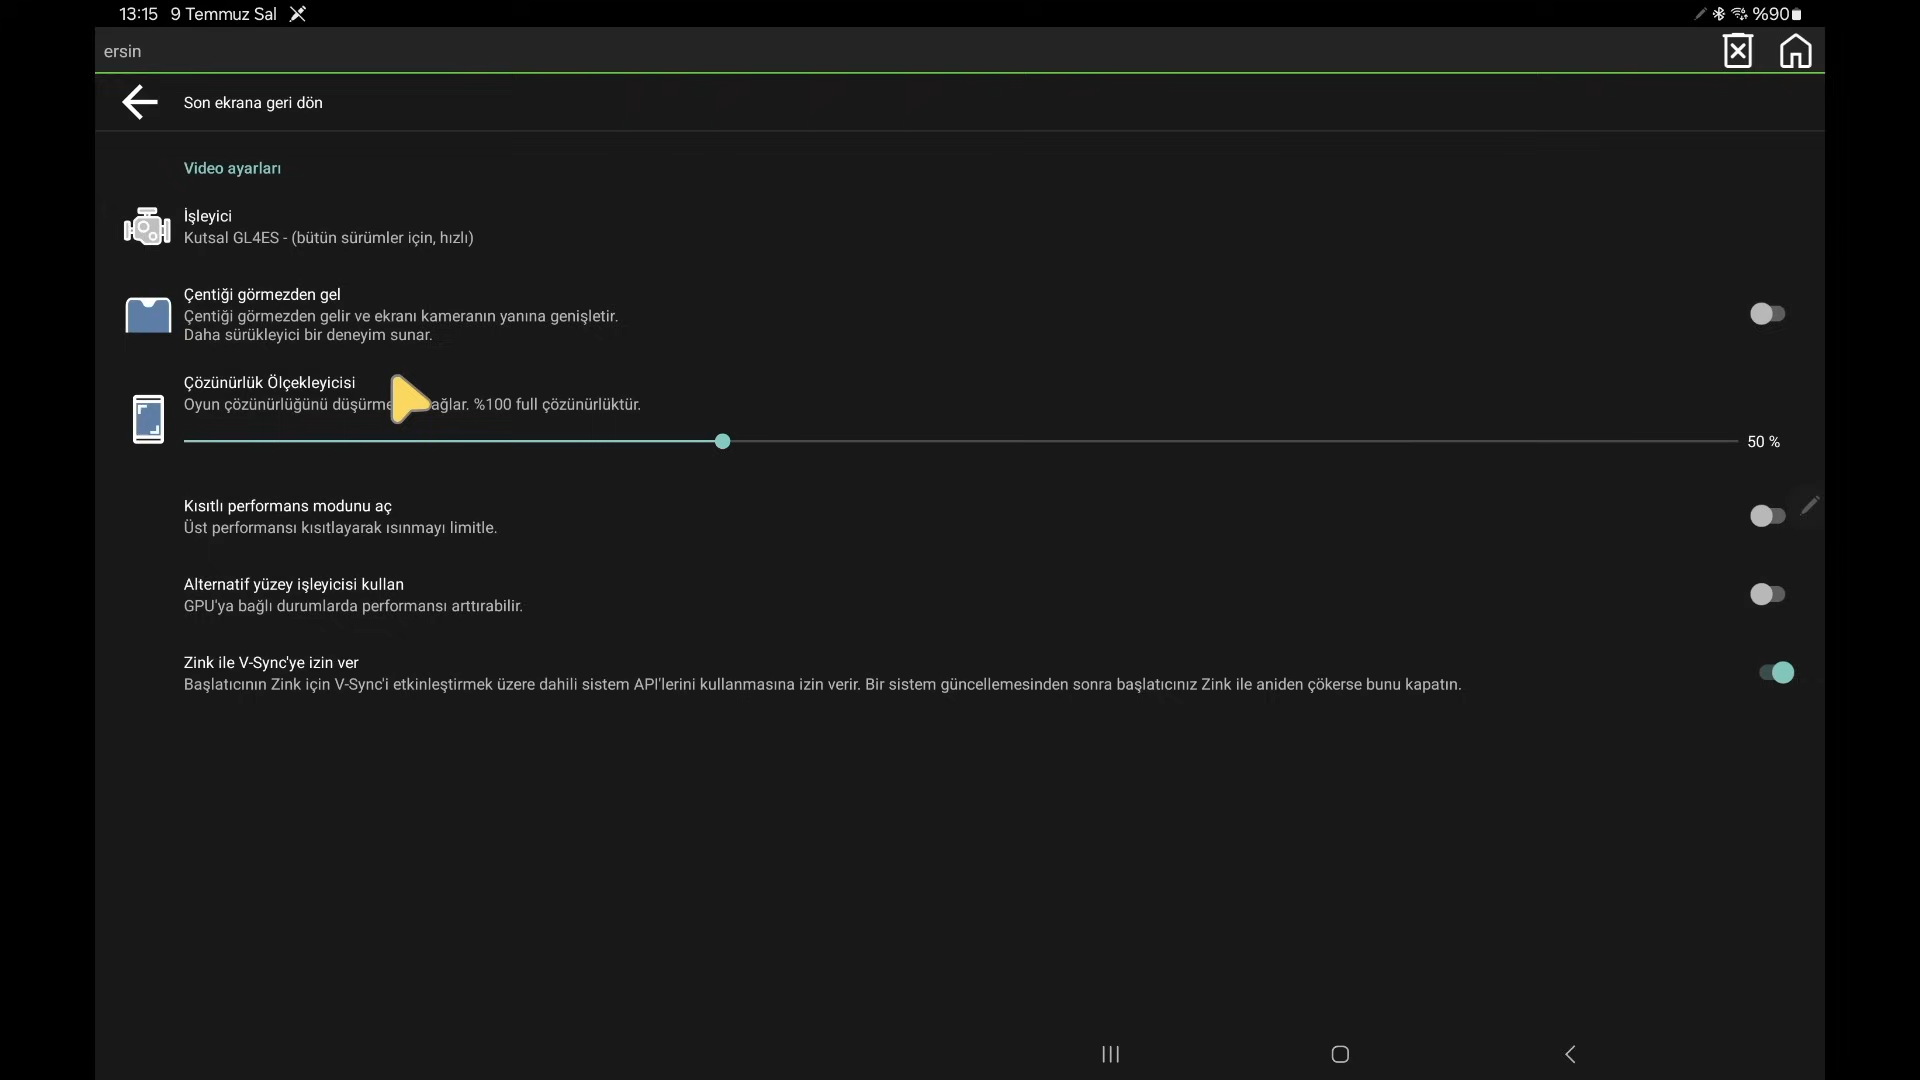 13:15 9 Temmuz Sal %90
ersin
Son ekrana geri dön
Video ayarları
İşleyici
Kutsal GL4ES - (bütün sürümler için, hızlı)
Çentiği görmezden gel
Çentiği görmezden gelir ve ekranı kameranın yanına genişletir.
Daha sürükleyici bir deneyim sunar.
Çözünürlük Ölçekleyicisi
Oyun çözünürlüğünü düşürme ağlar. %100 full çözünürlüktür.
50 %
Kısıtlı performans modunu aç
Üst performansı kısıtlayarak ısınmayı limitle.
Alternatif yüzey işleyicisi kullan
GPU'ya bağlı durumlarda performansı arttırabilir.
Zink ile V-Sync'ye izin ver
Başlatıcının Zink için V-Sync'i etkinleştirmek üzere dahili sistem API'lerini kullanmasına izin verir. Bir sistem güncellemesinden sonra başlatıcınız Zink ile aniden çökerse bunu kapatın.